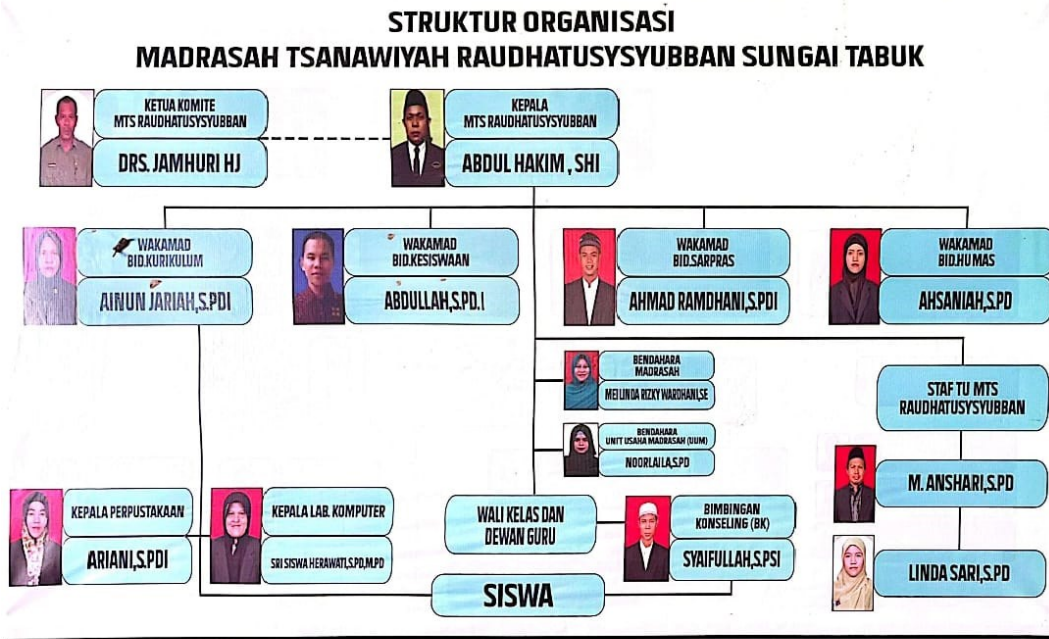 STRUKTUR ORGANISASI
MADRASAH TSANAWIYAH RAUDHATUSYSYUBBAN SUNGAI TABUK
KETUA KOMITE
MTS RAUDHATUSYSYUBBAN
DRS. JAMHURI HJ
KEPALA
MTS RAUDHATUSYSYUBBAN
ABDUL HAKIM , SHI
WAKAMAD
BID.KURIKULUM
AINUN JARIAH,S.PDI
WAKAMAD
BID.KESISWAAN
ABDULLAH,S.PD.I
WAKAMAD
BID.SARPRAS
AHMAD RAMDHANI,S.PDI
WAKAMAD
BID.HUMAS
AHSANIAH,S.PD
BENDAHARA
MADRASAH
MEILINDA RIZKY WARDHANI,SE
BENDAHARA
UNIT USAHA MADRASAH (UUM)
NOORLAILA,S.PD
STAF TU MTS
RAUDHATUSYSYUBBAN
M. ANSHARI,S.PD
LINDA SARI,S.PD
KEPALA PERPUSTAKAAN
ARIANI,S.PDI
KEPALA LAB. KOMPUTER
SRI SISWA HERAWATI,S.PD,M.PD
WALI KELAS DAN
DEWAN GURU
BIMBINGAN
KONSELING (BK)
SYAIFULLAH,S.PSI
SISWA